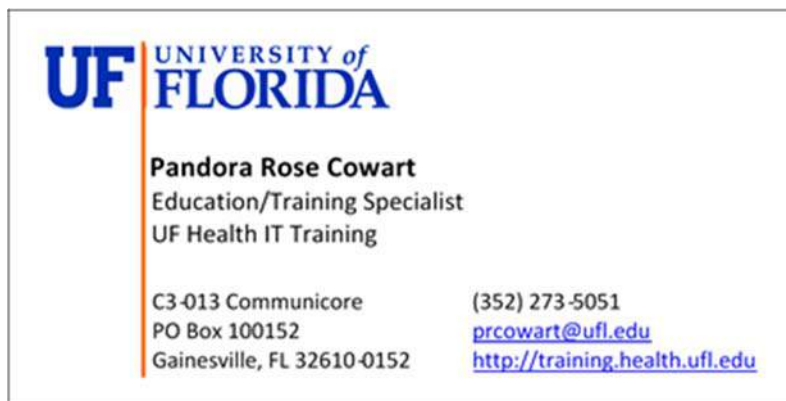 UF UNIVERSITY of
FLORIDA
Pandora Rose Cowart
Education/Training Specialist
UF Health IT Training
C3-013 Communicore
PO Box 100152
Gainesville, FL 32610-0152
(352) 273-5051
prcowart@ufl.edu
http://training.health.ufl.edu